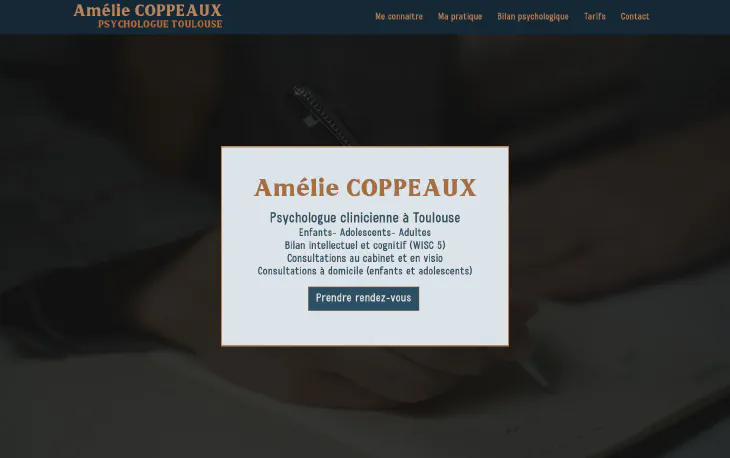 Amélie COPPEAUX
PSYCHOLOGUE TOULOUSE
Me connaitre
Ma pratique
Bilan psychologique
Tarifs
Contact
Amélie COPPEAUX
Psychologue clinicienne à Toulouse
Enfants- Adolescents- Adultes
Bilan intellectuel et cognitif (WISC 5)
Consultations au cabinet et en visio
Consultations à domicile (enfants et adolescents)
Prendre rendez-vous